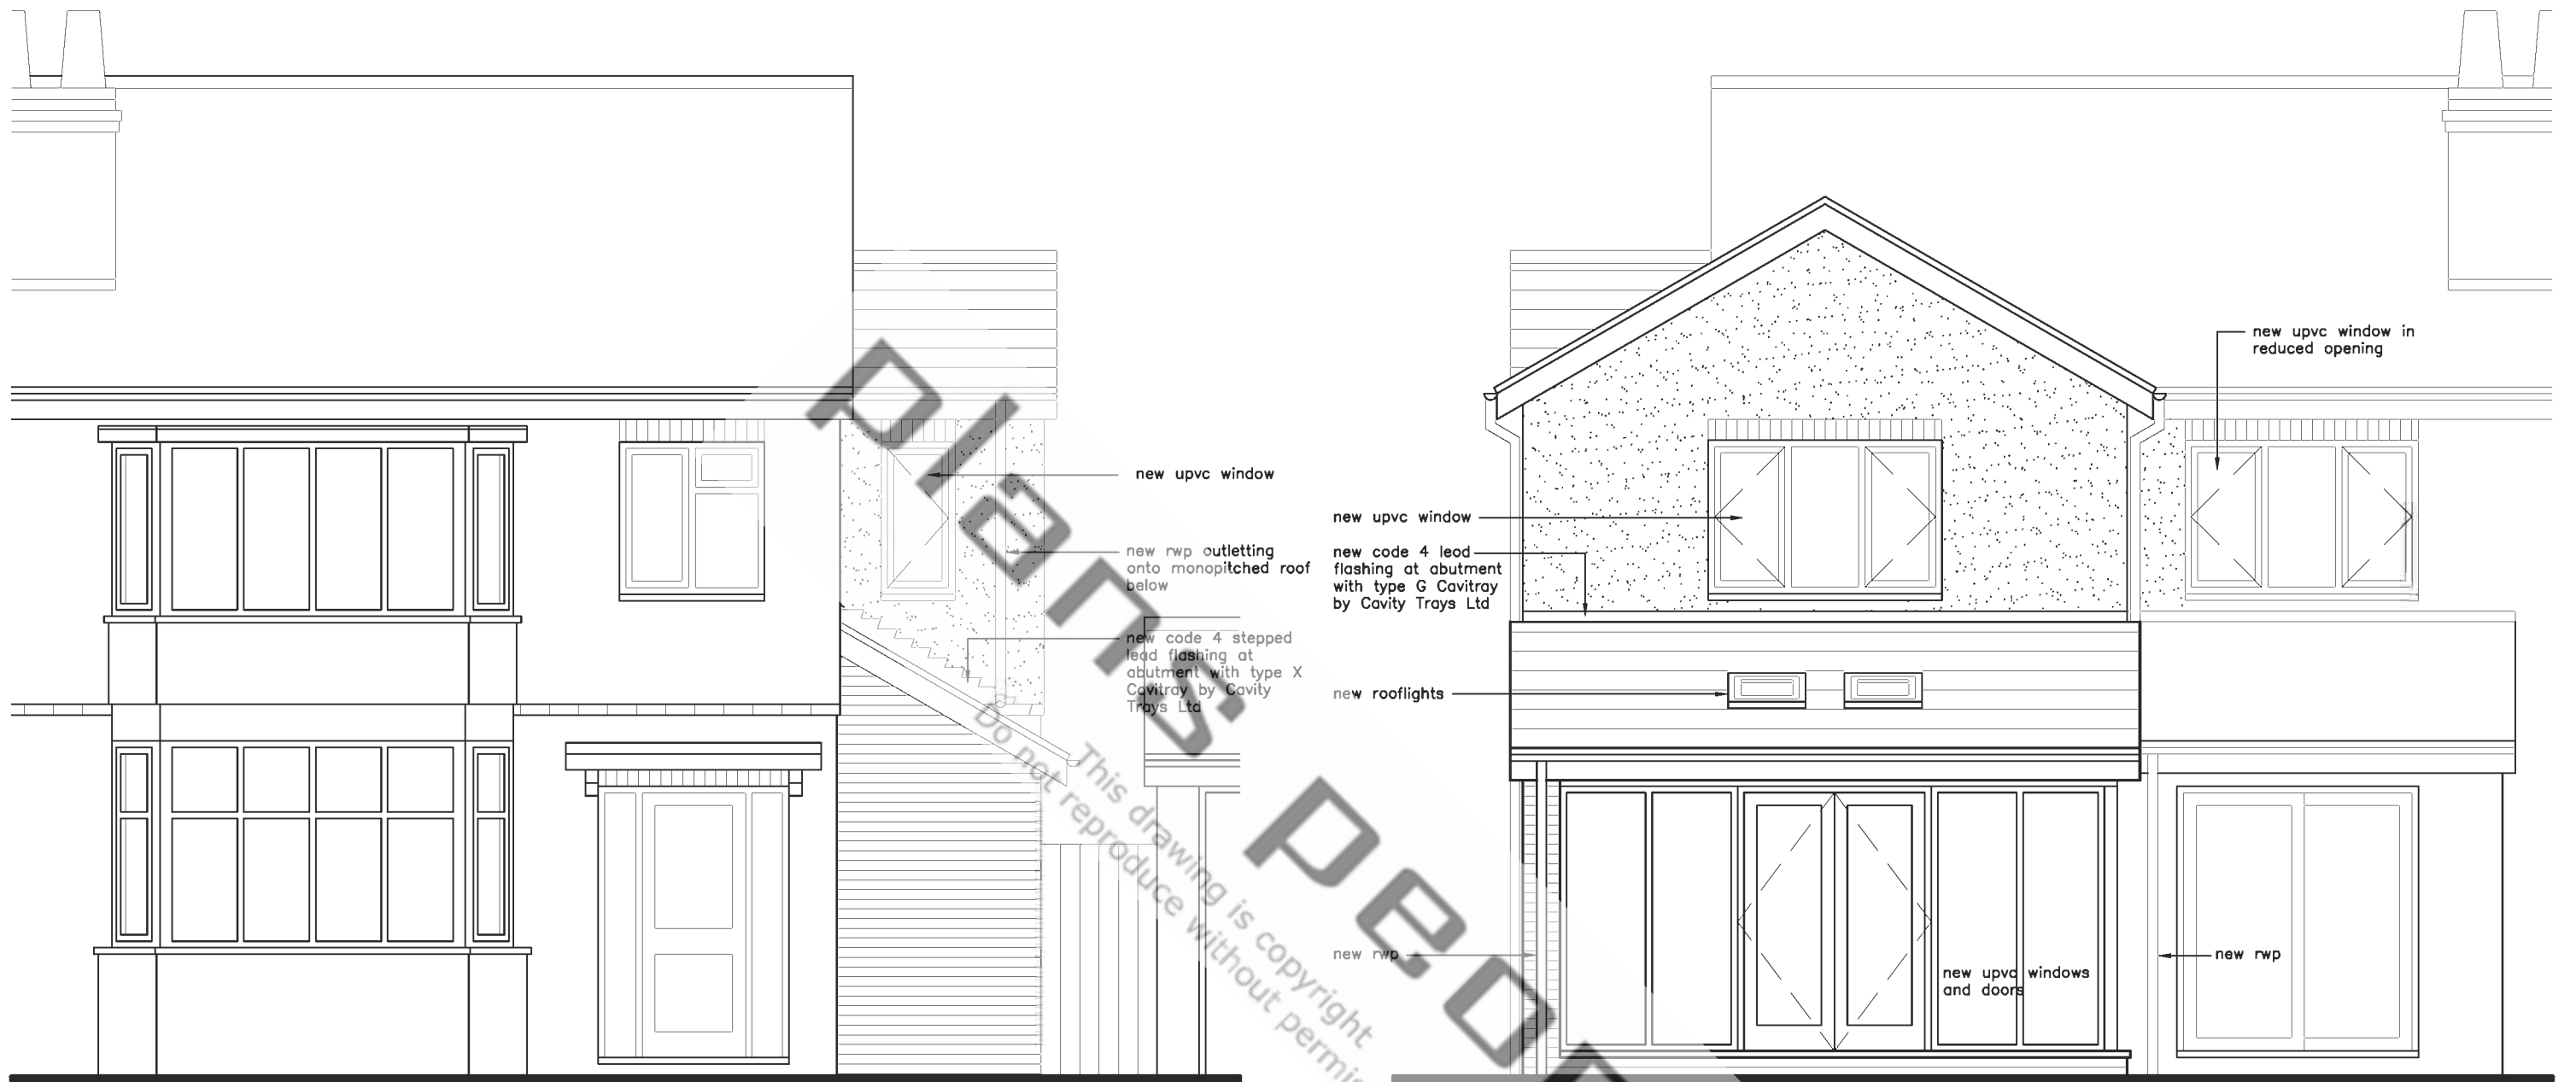 new upvc window
new rwp outletting
onto monopitched roof
below
new code 4 stepped
lead flashing at
abutment with type X
Cavitray by Cavity
Trays Ltd
new upvc window
new code 4 lead
flashing at abutment
with type G Cavitray
by Cavity Trays Ltd
new rooflights
new rwp
new upvc window in
reduced opening
new upvc windows
and doors
new rwp
plans peop
This drawing is copyright
Do not reproduce without permis